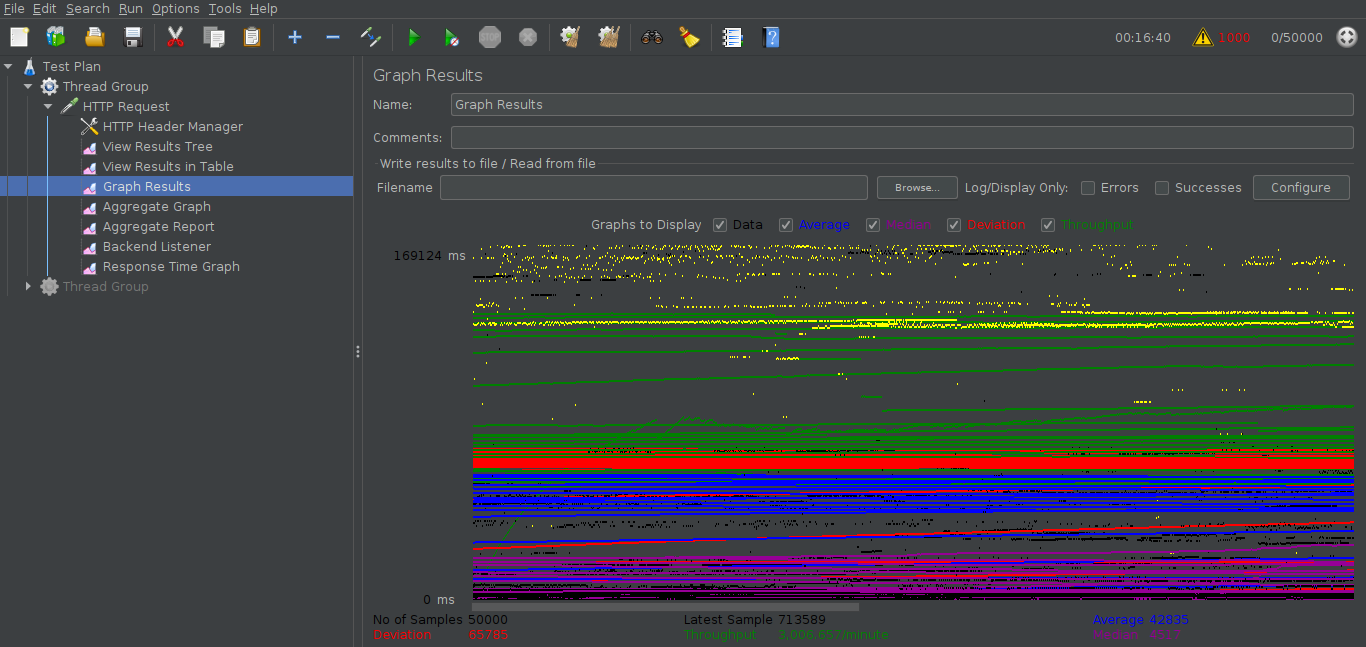 File Edit Search Run Options Tools Help
STOP
00:16:40 1000 0/50000
Test Plan
Thread Group
HTTP Request
HTTP Header Manager
View Results Tree
View Results in Table
Graph Results
Aggregate Graph
Aggregate Report
Backend Listener
Response Time Graph
Thread Group
Graph Results
Name: Graph Results
Comments:
Write results to file / Read from file
Filename Browse... Log/Display Only: Errors Successes Configure
Graphs to Display Data Average Median Deviation Throughput
169124 ms
0 ms
No of Samples 50000 Latest Sample 713589 Average 42835
Deviation 65785 Throughput 3,006.657/minute Median 4517